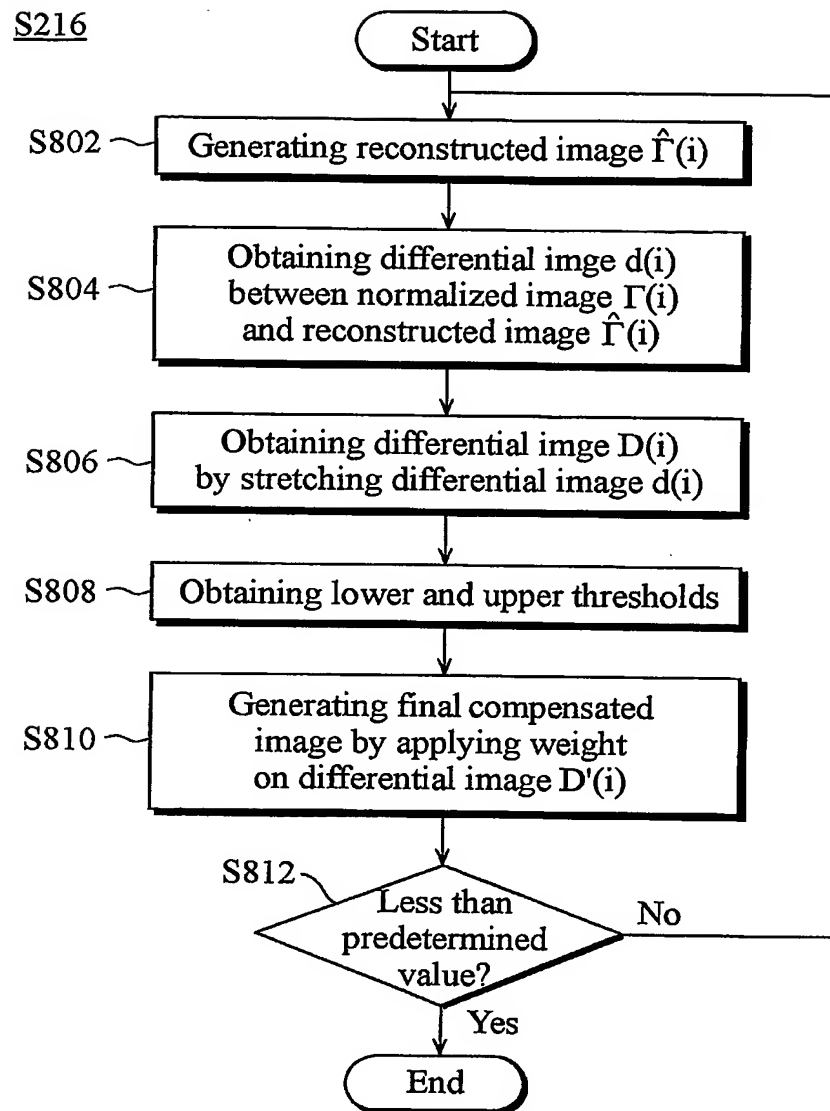 S216
Start
S802
Generating reconstructed image Γ̂(i)
S804
Obtaining differential imge d(i)
between normalized image Γ(i)
and reconstructed image Γ̂(i)
S806
Obtaining differential imge D(i)
by stretching differential image d(i)
S808
Obtaining lower and upper thresholds
S810
Generating final compensated
image by applying weight
on differential image D'(i)
S812
Less than
predetermined
value?
No
Yes
End